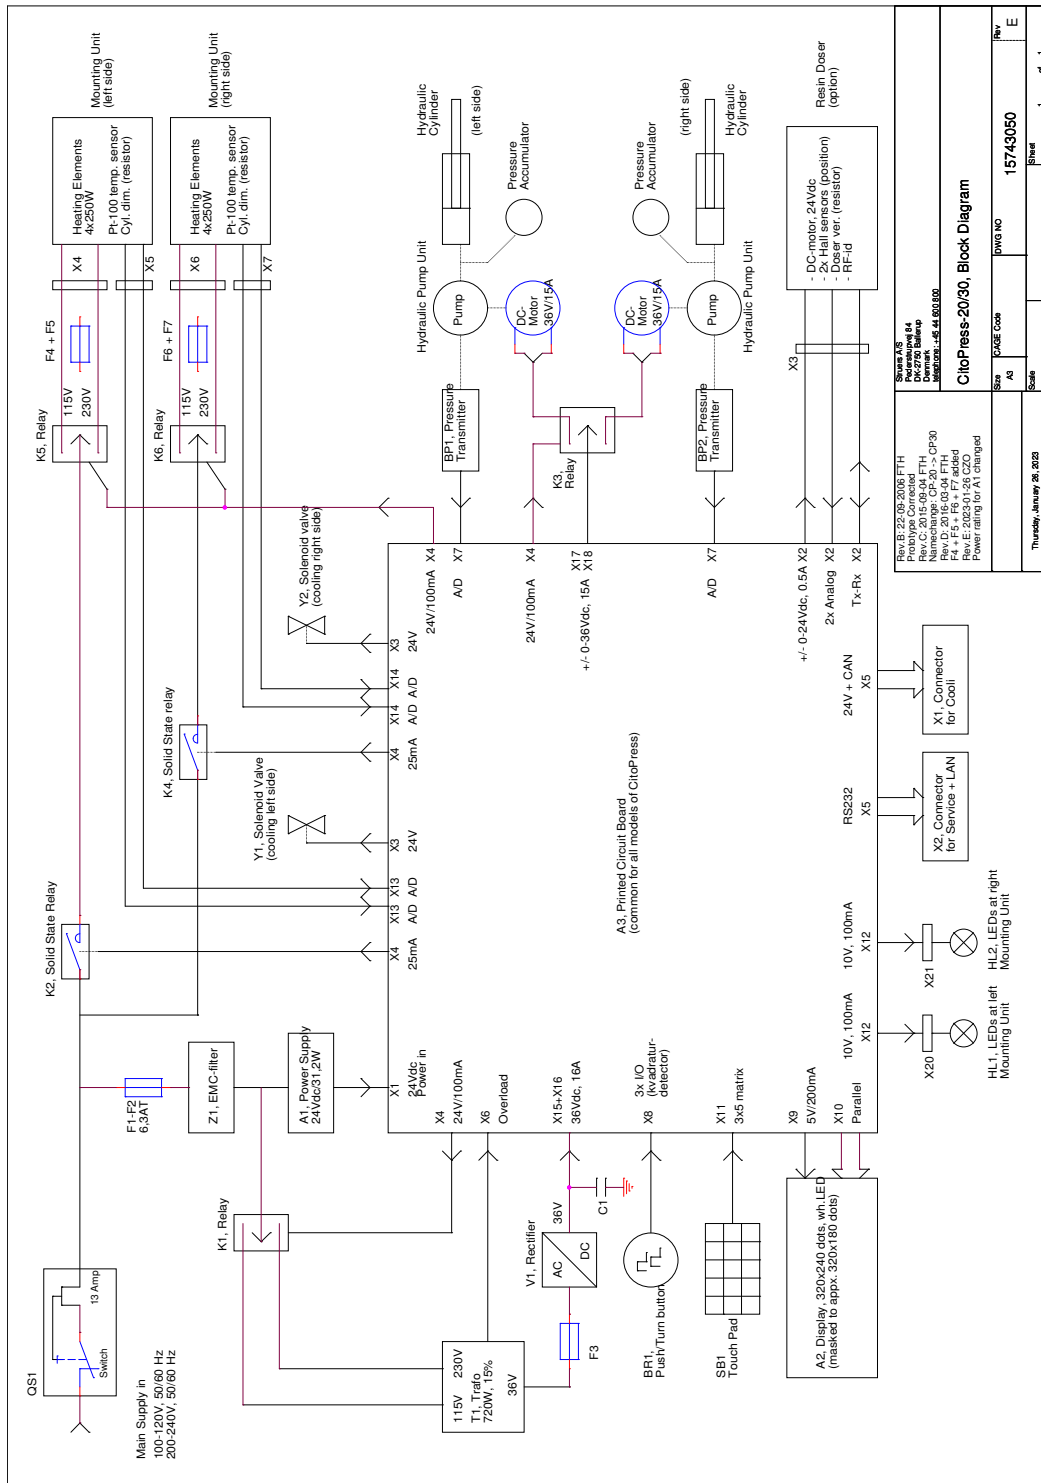 QS1
13 Amp
Switch
Main Supply in
100-120V, 50/60 Hz
200-240V, 50/60 Hz
F1-F2
6,3AT
Z1, EMC-filter
A1, Power Supply
24Vdc/31,2W
K1, Relay
115V
230V
T1, Trafo
720W, 15%
36V
F3
V1, Rectifier
AC
DC
36V
C1
BR1,
Push/Turn button
SB1
Touch Pad
A2, Display, 320x240 dots, wh.LED
(masked to appx. 320x180 dots)
K2, Solid State Relay
K4, Solid State relay
Y1, Solenoid Valve
(cooling left side)
Y2, Solenoid valve
(cooling right side)
K5, Relay
115V
230V
F4 + F5
X4
X5
Heating Elements
4x250W
Pt-100 temp. sensor
Cyl. dim. (resistor)
Mounting Unit
(left side)
K6, Relay
115V
230V
F6 + F7
X6
X7
Heating Elements
4x250W
Pt-100 temp. sensor
Cyl. dim. (resistor)
Mounting Unit
(right side)
X1
24Vdc
Power in
X4
25mA
X13
A/D
X13
A/D
X3
24V
X4
25mA
X14
A/D
X14
A/D
X3
24V
X4
24V/100mA
X6
Overload
X15+X16
36Vdc, 16A
3x I/O
(kvadratur-
detector)
X8
X11
3x5 matrix
X9
5V/200mA
X10
Parallel
A3, Printed Circuit Board
(common for all models of CitoPress)
X4
24V/100mA
X7
A/D
X4
24V/100mA
X17
X18
+/- 0-36Vdc, 15A
X7
A/D
X2
+/- 0-24Vdc, 0.5A
X2
2x Analog
X2
Tx-Rx
10V, 100mA
X12
10V, 100mA
X12
RS232
X5
24V + CAN
X5
X20
HL1, LEDs at left
Mounting Unit
X21
HL2, LEDs at right
Mounting Unit
X2, Connector
for Service + LAN
X1, Connector
for Cooli
BP1, Pressure
Transmitter
K3,
Relay
BP2, Pressure
Transmitter
Pump
Hydraulic Pump Unit
DC-
Motor
36V/15A
Hydraulic
Cylinder
(left side)
Pressure
Accumulator
DC-
Motor
36V/15A
Pump
Hydraulic Pump Unit
Pressure
Accumulator
(right side)
Hydraulic
Cylinder
X3
- DC-motor, 24Vdc
- 2x Hall sensors (position)
- Doser ver. (resistor)
- RF-id
Resin Doser
(option)
Rev.B: 22-09-2006 FTH
Prototype Corrected
Rev.C: 2015-09-04 FTH
Namechange: CP-20 -> CP30
Rev.D: 2016-03-04 FTH
F4 + F5 + F6 + F7 added
Rev.E: 2023-01-26 CZO
Power rating for A1 changed
Thursday, January 26, 2023
Struers A/S
Pederstrupvej 84
DK-2750 Ballerup
Denmark
telephone: +45 44 600 800
CitoPress-20/30, Block Diagram
Size
A3
CAGE Code
DWG NO
15743050
Rev
E
Scale
Sheet